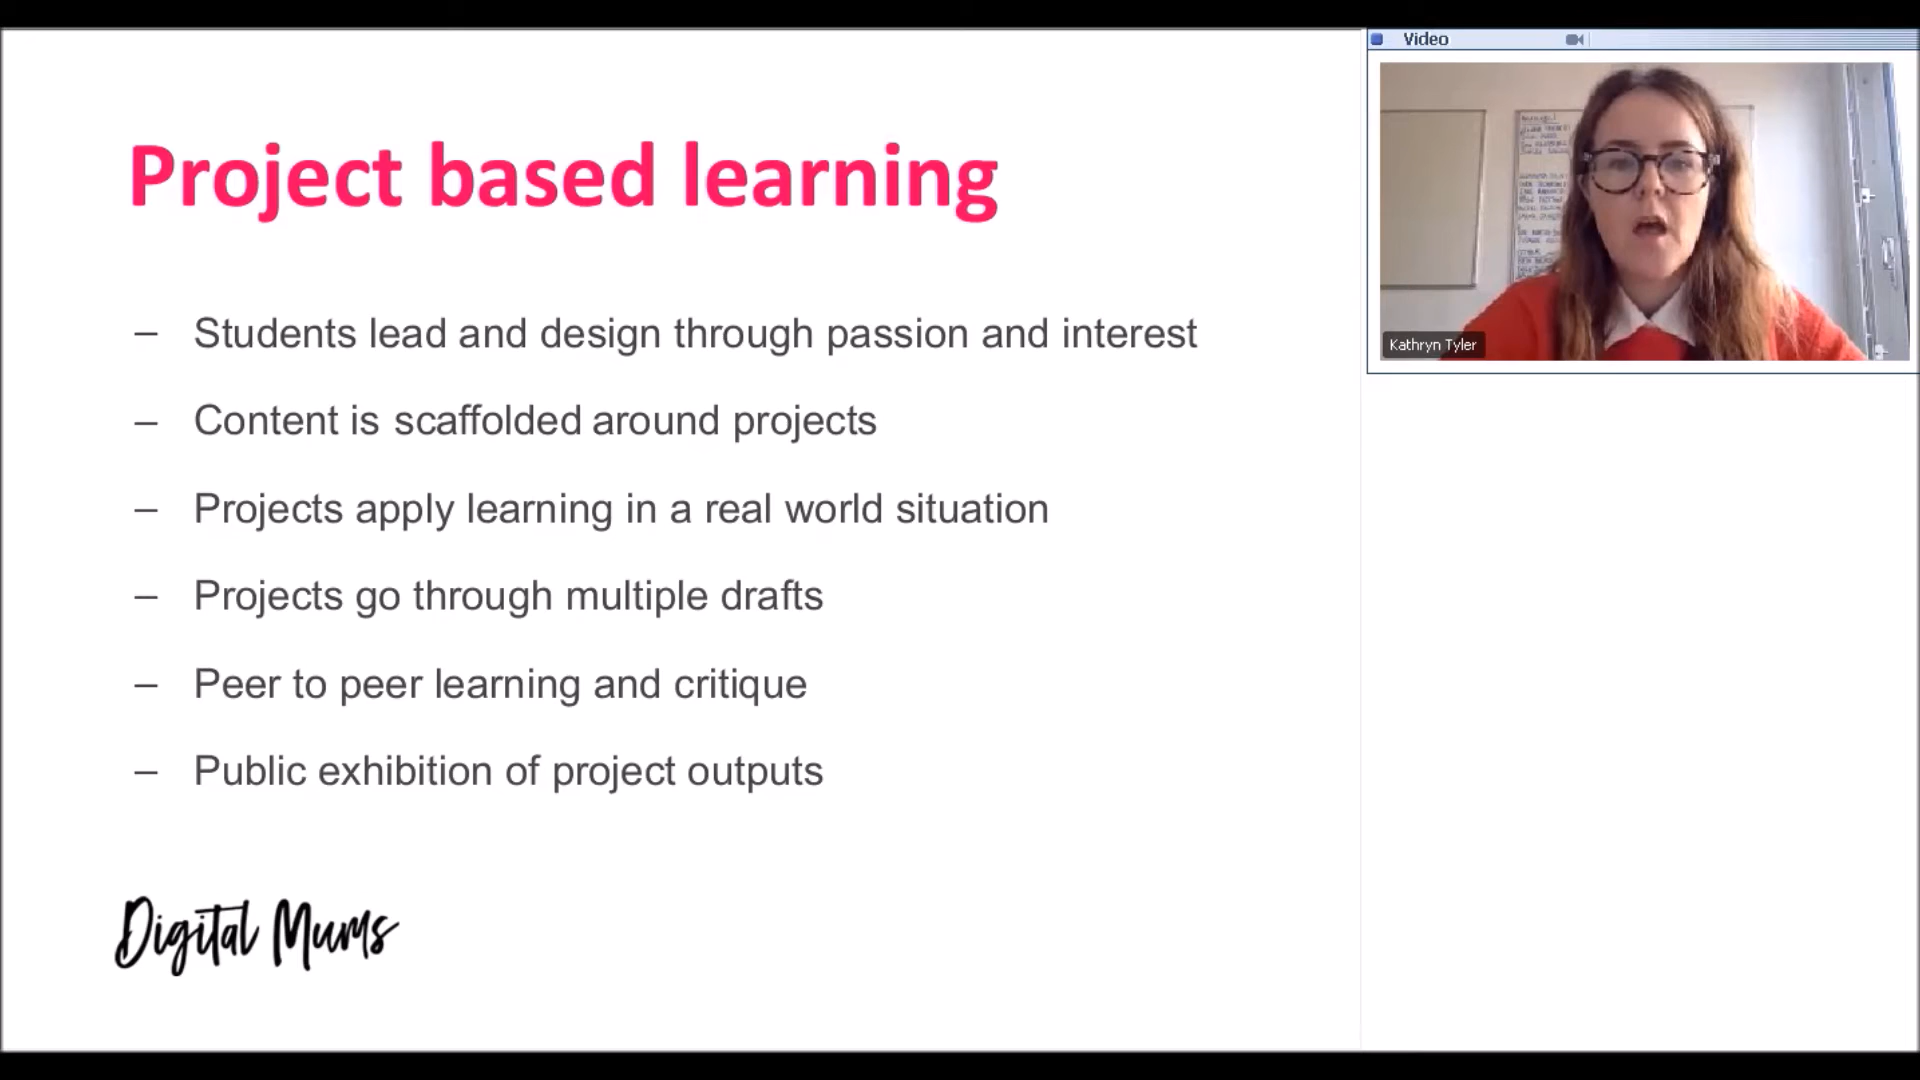 Project based learning
– Students lead and design through passion and interest
– Content is scaffolded around projects
– Projects apply learning in a real world situation
– Projects go through multiple drafts
– Peer to peer learning and critique
– Public exhibition of project outputs
Digital Mums
Video
Kathryn Tyler